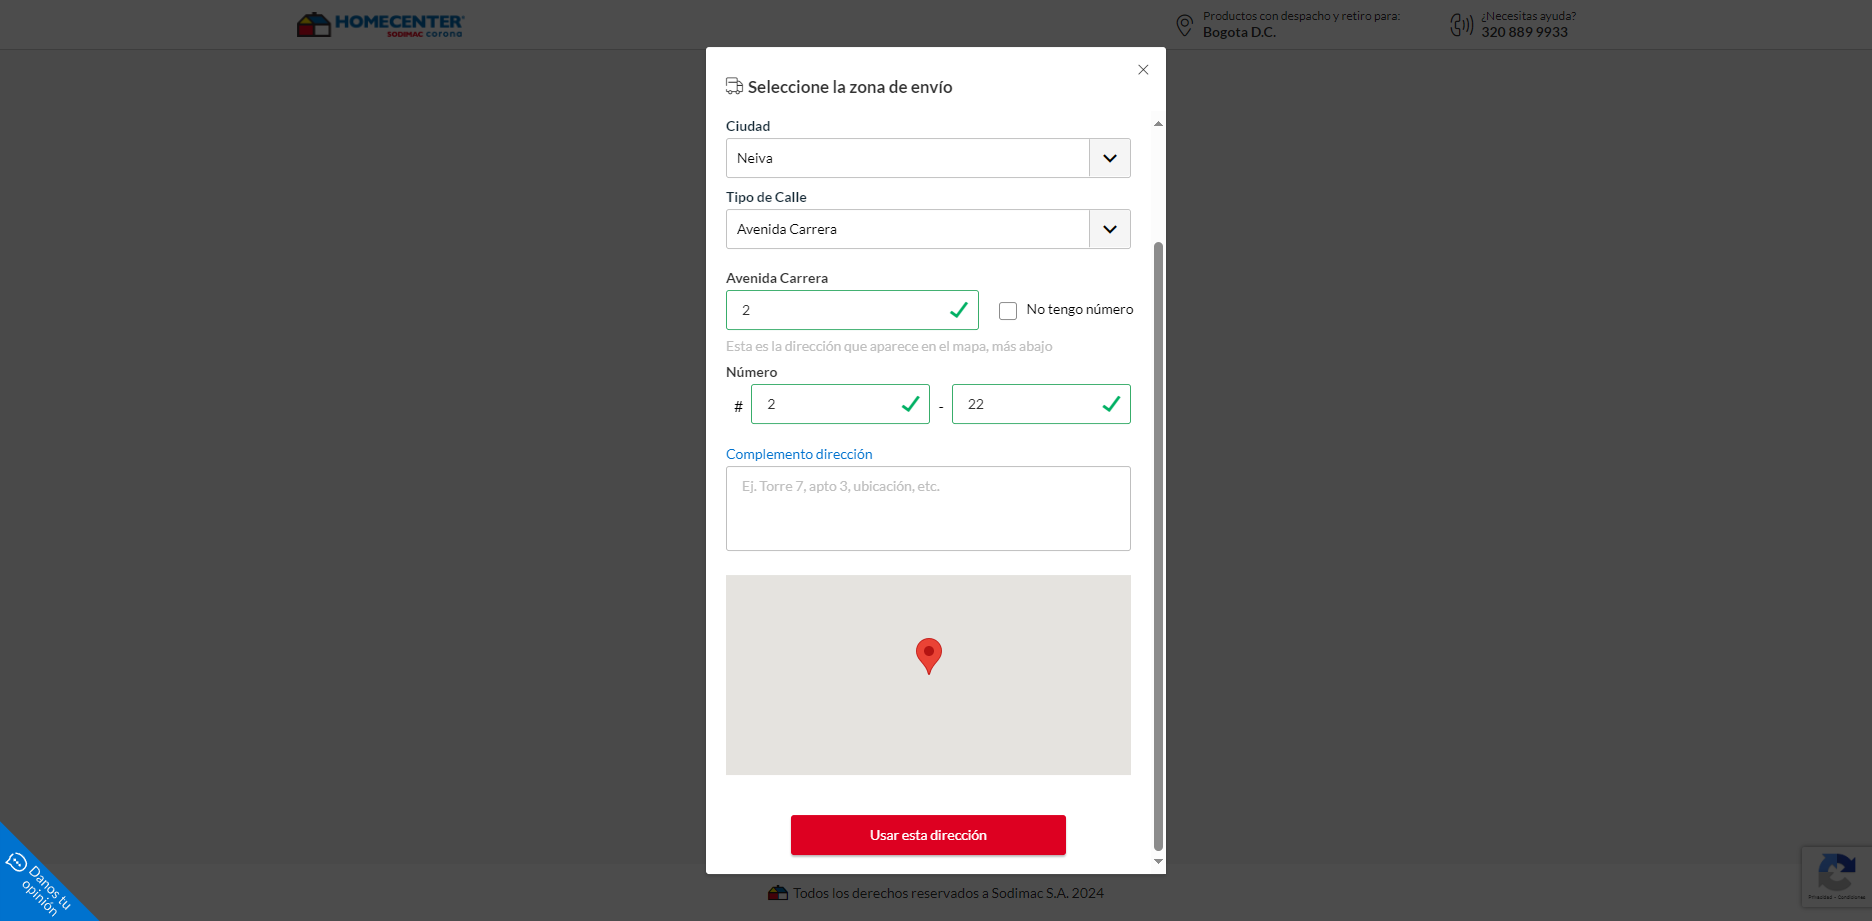 HOMECENTER
SODIMAC corona
Productos con despacho y retiro para:
Bogota D.C.
¿Necesitas ayuda?
320 889 9933
Seleccione la zona de envío
Ciudad
Neiva
Tipo de Calle
Avenida Carrera
Avenida Carrera
2
No tengo número
Esta es la dirección que aparece en el mapa, más abajo
Número
# 2 - 22
Complemento dirección
Ej. Torre 7, apto 3, ubicación, etc.
Usar esta dirección
Danos tu
opinión
Todos los derechos reservados a Sodimac S.A. 2024
Privacidad - Condiciones